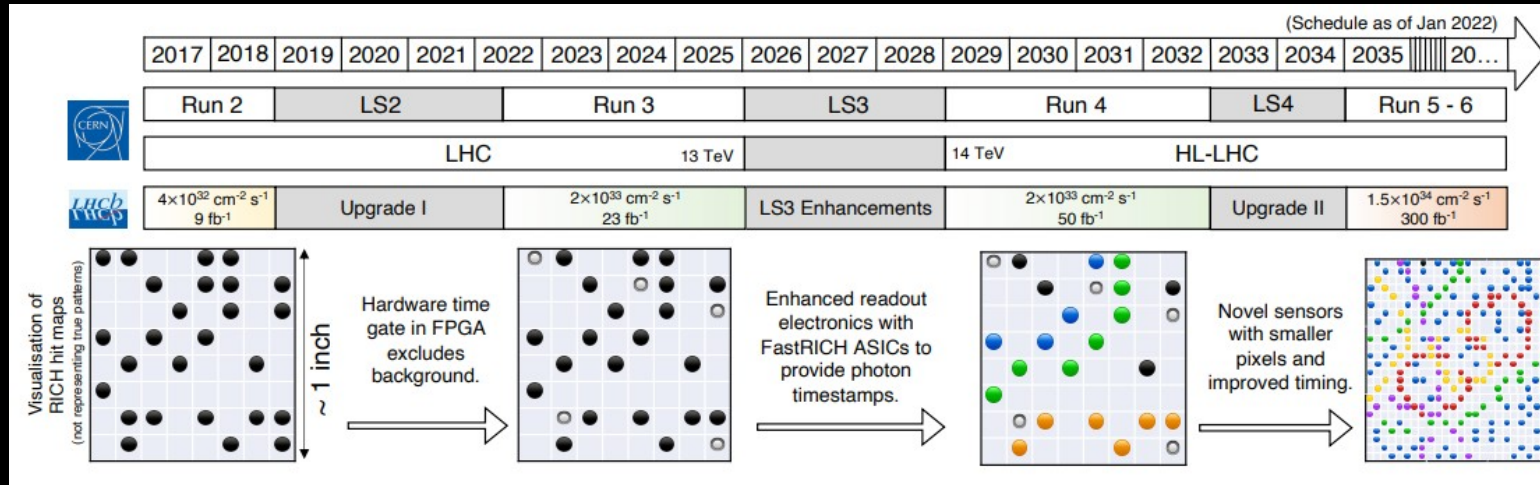 (Schedule as of Jan 2022)
2017 2018 2019 2020 2021 2022 2023 2024 2025 2026 2027 2028 2029 2030 2031 2032 2033 2034 2035 20...
CERN
Run 2 LS2 Run 3 LS3 Run 4 LS4 Run 5 - 6
LHC 13 TeV 14 TeV HL-LHC
LHCb
4×10³² cm⁻² s⁻¹
9 fb⁻¹
Upgrade I
2×10³³ cm⁻² s⁻¹
23 fb⁻¹
LS3 Enhancements
2×10³³ cm⁻² s⁻¹
50 fb⁻¹
Upgrade II
1.5×10³⁴ cm⁻² s⁻¹
300 fb⁻¹
Visualisation of
RICH hit maps
(not representing true patterns)
~ 1 inch
Hardware time
gate in FPGA
excludes
background.
Enhanced readout
electronics with
FastRICH ASICs to
provide photon
timestamps.
Novel sensors
with smaller
pixels and
improved timing.